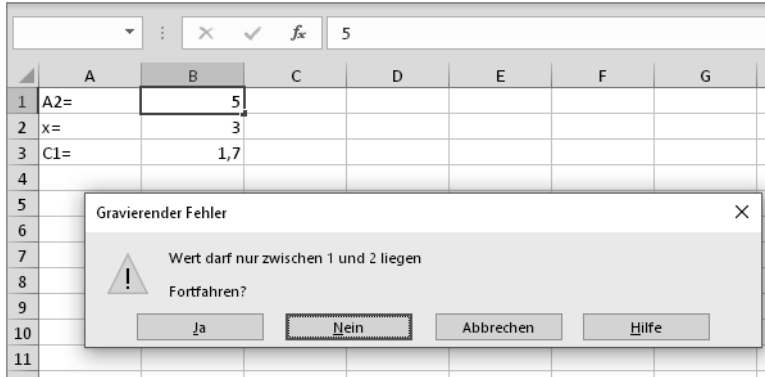 fx 5
A B C D E F G
1 A2= 5
2 x= 3
3 C1= 1,7
4
5
Gravierender Fehler
6
7
Wert darf nur zwischen 1 und 2 liegen
8
Fortfahren?
9
10
Ja Nein Abbrechen Hilfe
11